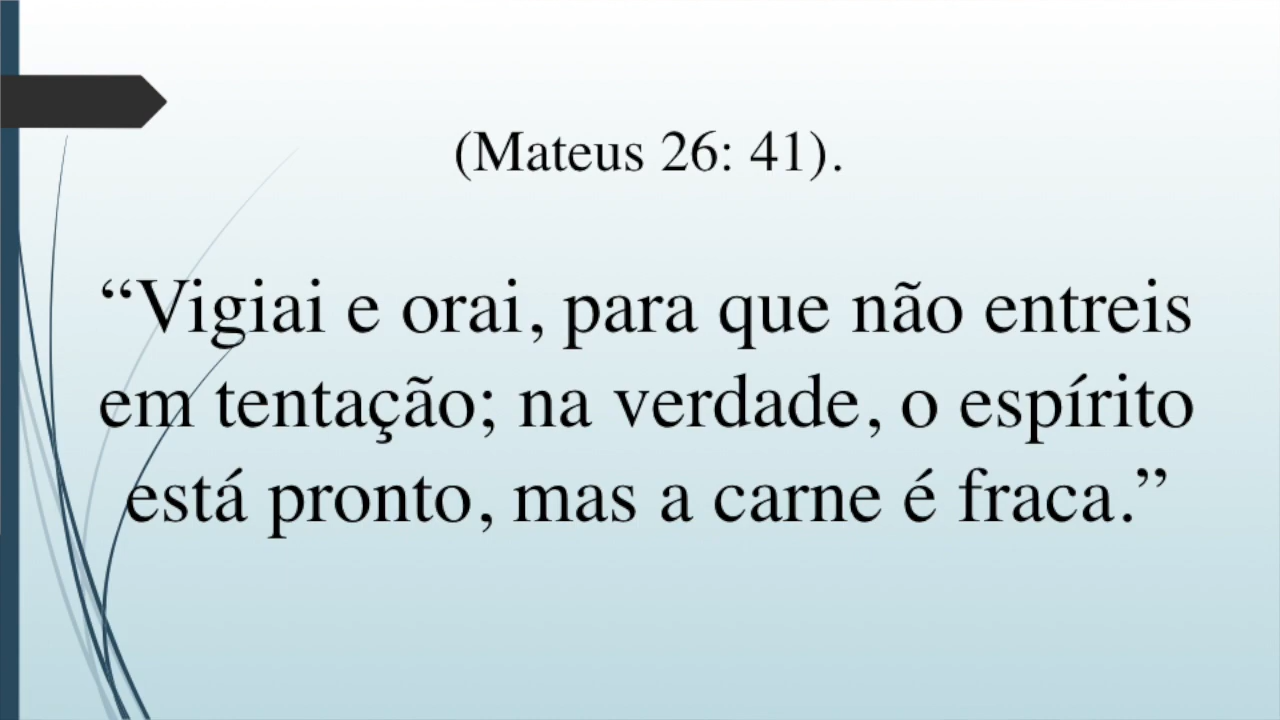 (Mateus 26: 41).
“Vigiai e orai, para que não entreis
em tentação; na verdade, o espírito
está pronto, mas a carne é fraca.”